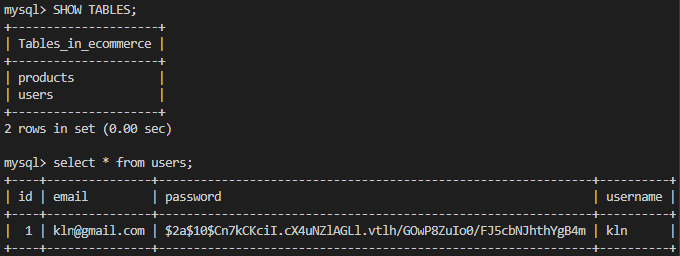 mysql> SHOW TABLES;
+---------------------+
| Tables_in_ecommerce |
+---------------------+
| products            |
| users               |
+---------------------+
2 rows in set (0.00 sec)

mysql> select * from users;
+----+---------------+--------------------------------------------------------------+----------+
| id | email         | password                                                     | username |
+----+---------------+--------------------------------------------------------------+----------+
|  1 | kln@gmail.com | $2a$10$Cn7kCKciI.cX4uNZlAGLl.vtlh/GOwP8ZuIo0/FJ5cbNJhthYgB4m | kln      |
+----+---------------+--------------------------------------------------------------+----------+